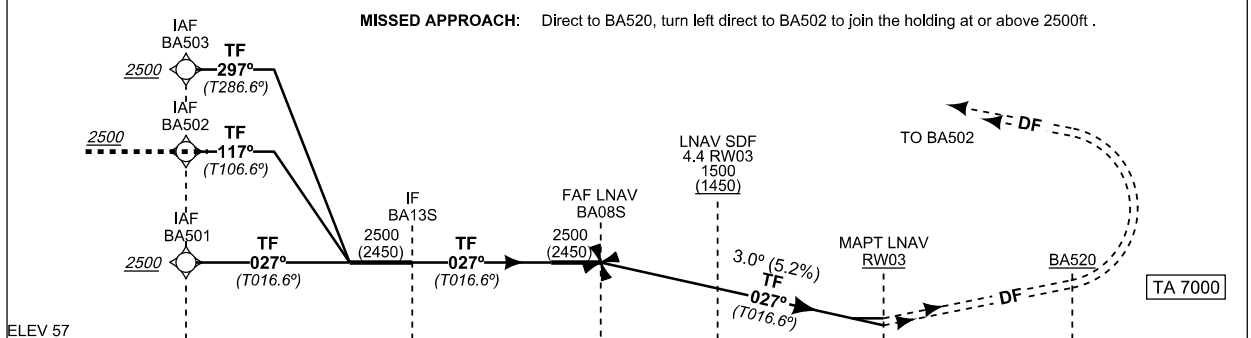 MISSED APPROACH: Direct to BA520, turn left direct to BA502 to join the holding at or above 2500ft .
IAF
BA503
2500
TF
297º
(T286.6º)
IAF
BA502
2500
TF
117º
(T106.6º)
IAF
BA501
2500
TF
027º
(T016.6º)
IF
BA13S
2500
(2450)
TF
027º
(T016.6º)
FAF LNAV
BA08S
2500
(2450)
LNAV SDF
4.4 RW03
1500
(1450)
3.0º (5.2%)
TF
027º
(T016.6º)
MAPT LNAV
RW03
DF
BA520
DF
TO BA502
TA 7000
ELEV 57